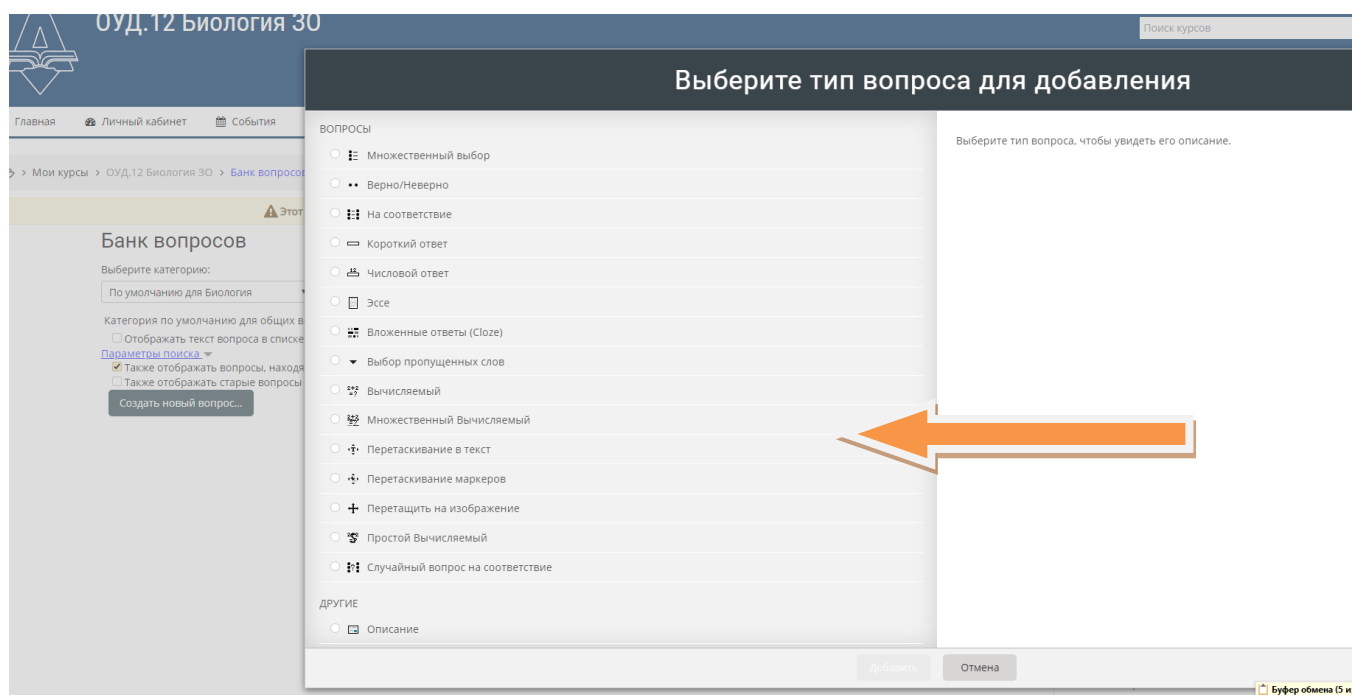 ОУД.12 Биология ЗО
Поиск курсов
Выберите тип вопроса для добавления
Главная
Личный кабинет
События
Мои курсы > ОУД.12 Биология ЗО > Банк вопросов
Этот
Банк вопросов
Выберите категорию:
По умолчанию для Биология
Категория по умолчанию для общих в
Отображать текст вопроса в списке
Параметры поиска
Также отображать вопросы, находя
Также отображать старые вопросы
Создать новый вопрос...
ВОПРОСЫ
Множественный выбор
Верно/Неверно
На соответствие
Короткий ответ
Числовой ответ
Эссе
Вложенные ответы (Cloze)
Выбор пропущенных слов
Вычисляемый
Множественный Вычисляемый
Перетаскивание в текст
Перетаскивание маркеров
Перетащить на изображение
Простой Вычисляемый
Случайный вопрос на соответствие
ДРУГИЕ
Описание
Выберите тип вопроса, чтобы увидеть его описание.
Добавить
Отмена
Буфер обмена (5 и